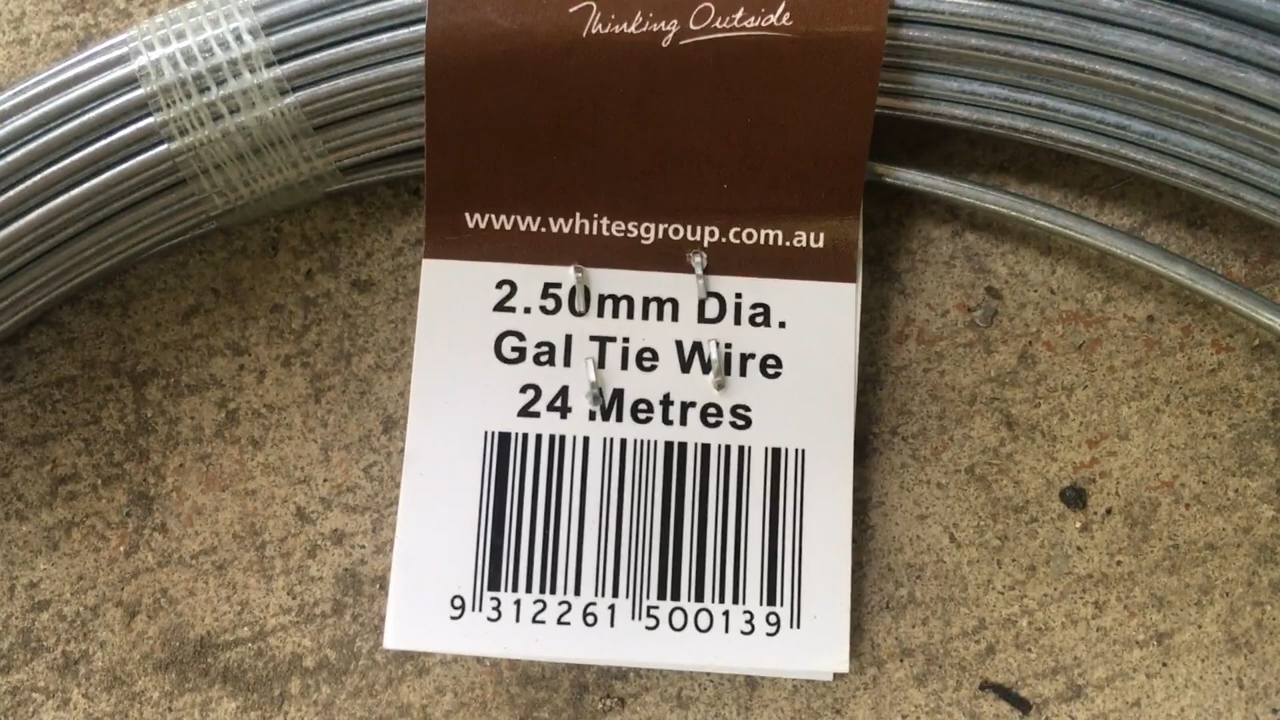 Thinking Outside
www.whitesgroup.com.au
2.50mm Dia.
Gal Tie Wire
24 Metres
9 312261 500139